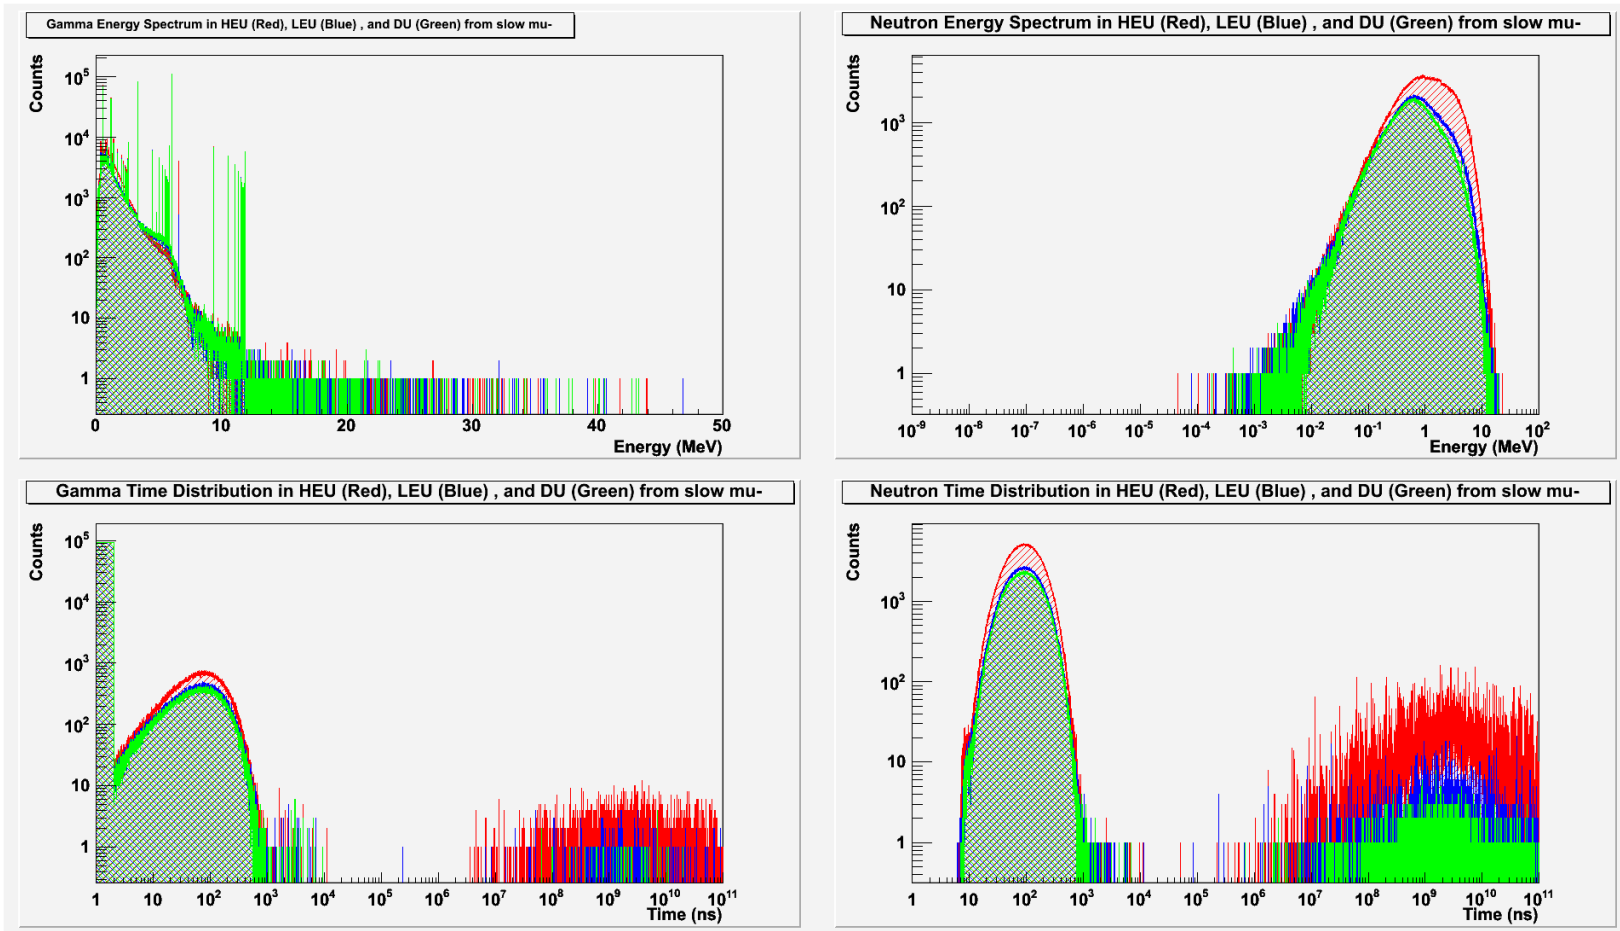 Gamma Energy Spectrum in HEU (Red), LEU (Blue) , and DU (Green) from slow mu-
Counts
10^5
10^4
10^3
10^2
10
1
0 10 20 30 40 50
Energy (MeV)
Neutron Energy Spectrum in HEU (Red), LEU (Blue) , and DU (Green) from slow mu-
Counts
10^3
10^2
10
1
10^-9 10^-8 10^-7 10^-6 10^-5 10^-4 10^-3 10^-2 10^-1 1 10 10^2
Energy (MeV)
Gamma Time Distribution in HEU (Red), LEU (Blue) , and DU (Green) from slow mu-
Counts
10^5
10^4
10^3
10^2
10
1
1 10 10^2 10^3 10^4 10^5 10^6 10^7 10^8 10^9 10^10 10^11
Time (ns)
Neutron Time Distribution in HEU (Red), LEU (Blue) , and DU (Green) from slow mu-
Counts
10^3
10^2
10
1
1 10 10^2 10^3 10^4 10^5 10^6 10^7 10^8 10^9 10^10 10^11
Time (ns)